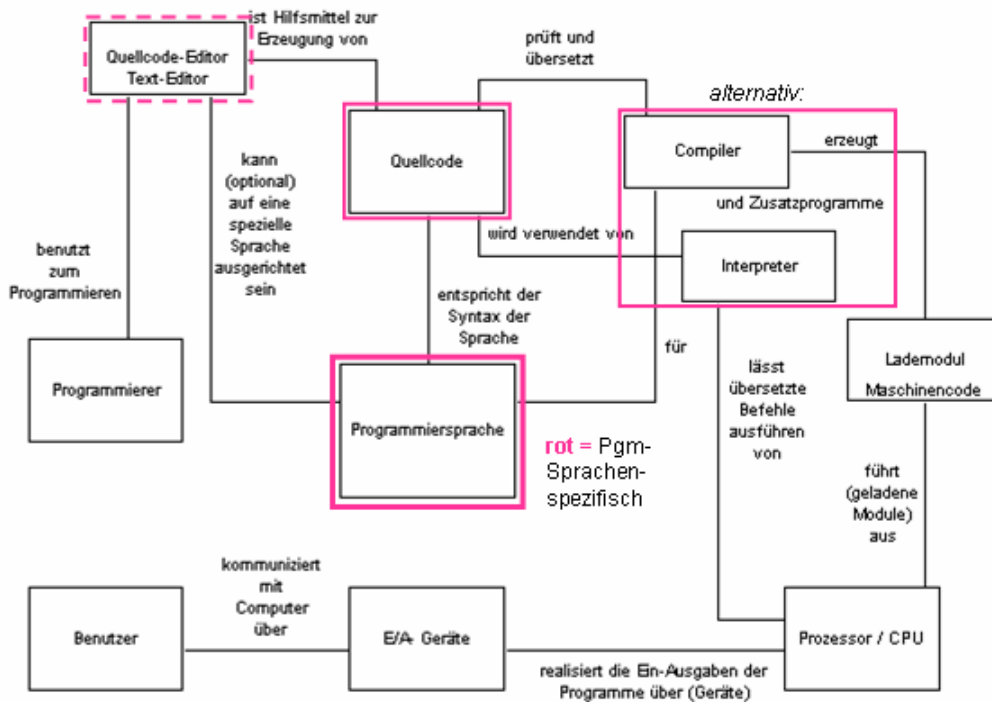 ist Hilfsmittel zur
Erzeugung von
Quellcode-Editor
Text-Editor
prüft und
übersetzt
alternativ:
Compiler
erzeugt
Quellcode
kann
(optional)
auf eine
spezielle
Sprache
ausgerichtet
sein
und Zusatzprogramme
wird verwendet von
Interpreter
benutzt
zum
Programmieren
entspricht der
Syntax der
Sprache
für
lässt
übersetzte
Befehle
ausführen
von
Lademodul
Maschinencode
Programmierer
Programmiersprache
rot = Pgm-
Sprachen-
spezifisch
führt
(geladene
Module)
aus
kommuniziert
mit
Computer
über
Benutzer
E/A- Geräte
Prozessor / CPU
realisiert die Ein-Ausgaben der
Programme über (Geräte)